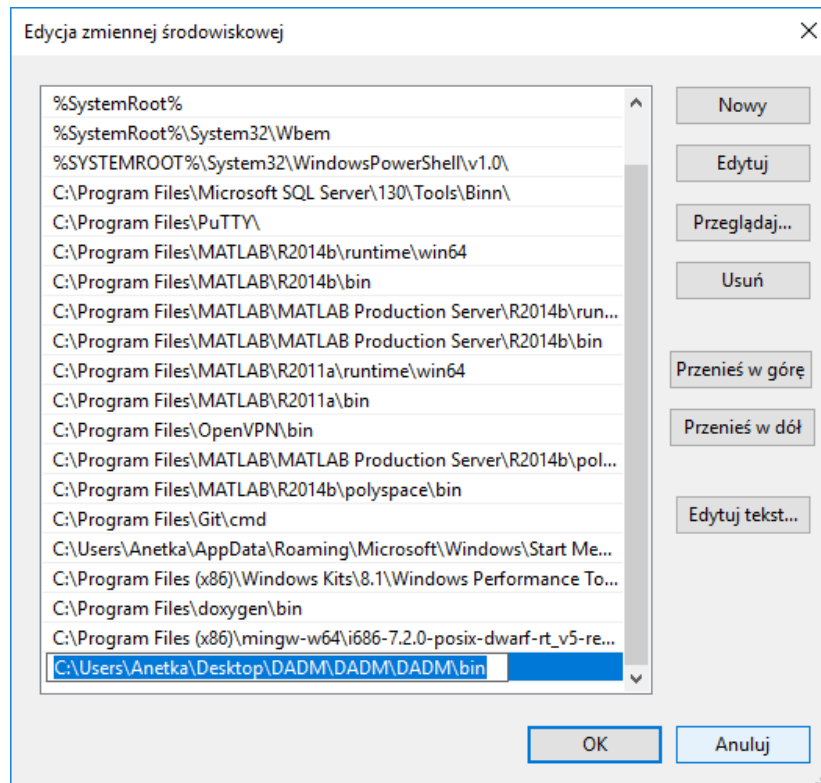 Edycja zmiennej środowiskowej
%SystemRoot%
%SystemRoot%\System32\Wbem
%SYSTEMROOT%\System32\WindowsPowerShell\v1.0\
C:\Program Files\Microsoft SQL Server\130\Tools\Binn\
C:\Program Files\PuTTY\
C:\Program Files\MATLAB\R2014b\runtime\win64
C:\Program Files\MATLAB\R2014b\bin
C:\Program Files\MATLAB\MATLAB Production Server\R2014b\run...
C:\Program Files\MATLAB\MATLAB Production Server\R2014b\bin
C:\Program Files\MATLAB\R2011a\runtime\win64
C:\Program Files\MATLAB\R2011a\bin
C:\Program Files\OpenVPN\bin
C:\Program Files\MATLAB\MATLAB Production Server\R2014b\pol...
C:\Program Files\MATLAB\R2014b\polyspace\bin
C:\Program Files\Git\cmd
C:\Users\Anetka\AppData\Roaming\Microsoft\Windows\Start Me...
C:\Program Files (x86)\Windows Kits\8.1\Windows Performance To...
C:\Program Files\doxygen\bin
C:\Program Files (x86)\mingw-w64\i686-7.2.0-posix-dwarf-rt_v5-re...
C:\Users\Anetka\Desktop\DADM\DADM\DADM\bin
Nowy
Edytuj
Przeglądaj...
Usuń
Przenieś w górę
Przenieś w dół
Edytuj tekst...
OK
Anuluj